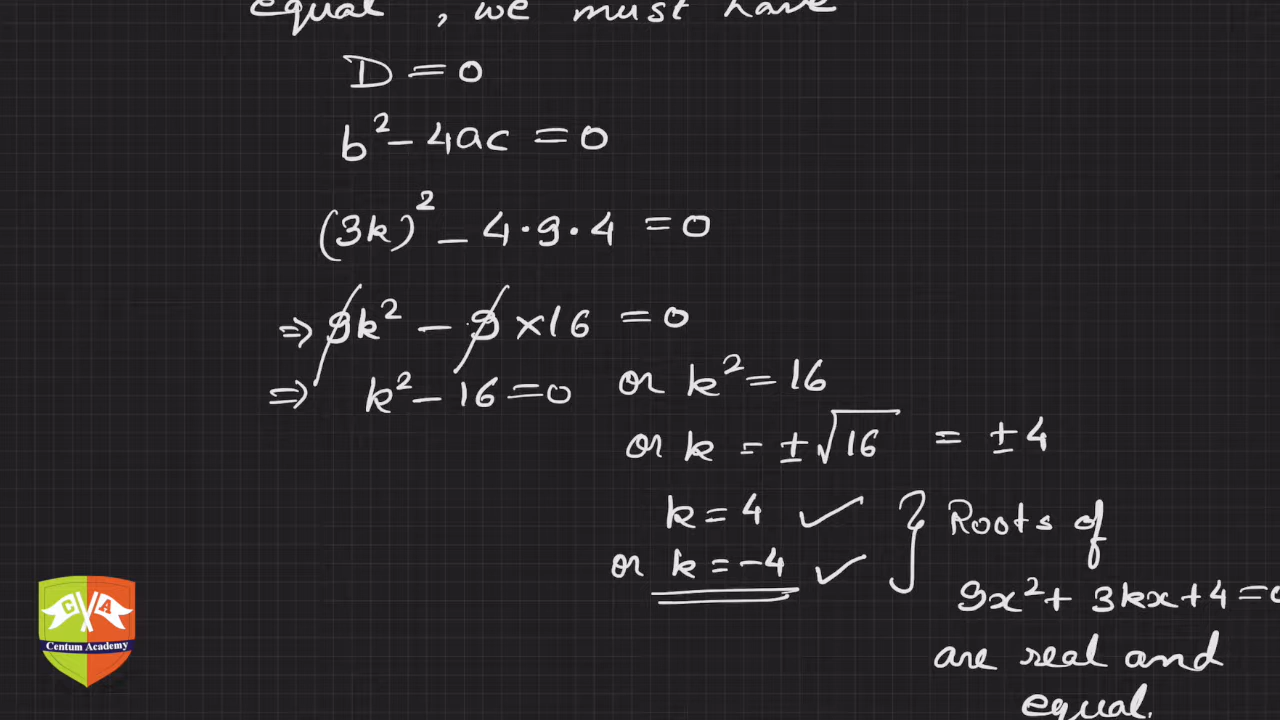 equal, we must have
D = 0
b² - 4ac = 0
(3k)² - 4·9·4 = 0
⇒ 9k² - 9 × 16 = 0
⇒ k² - 16 = 0 or k² = 16
or k = ±√16 = ±4
k = 4 ✓ } Roots of
or k = -4 ✓
9x² + 3kx + 4 = 0
are real and
equal.
C A
Centum Academy